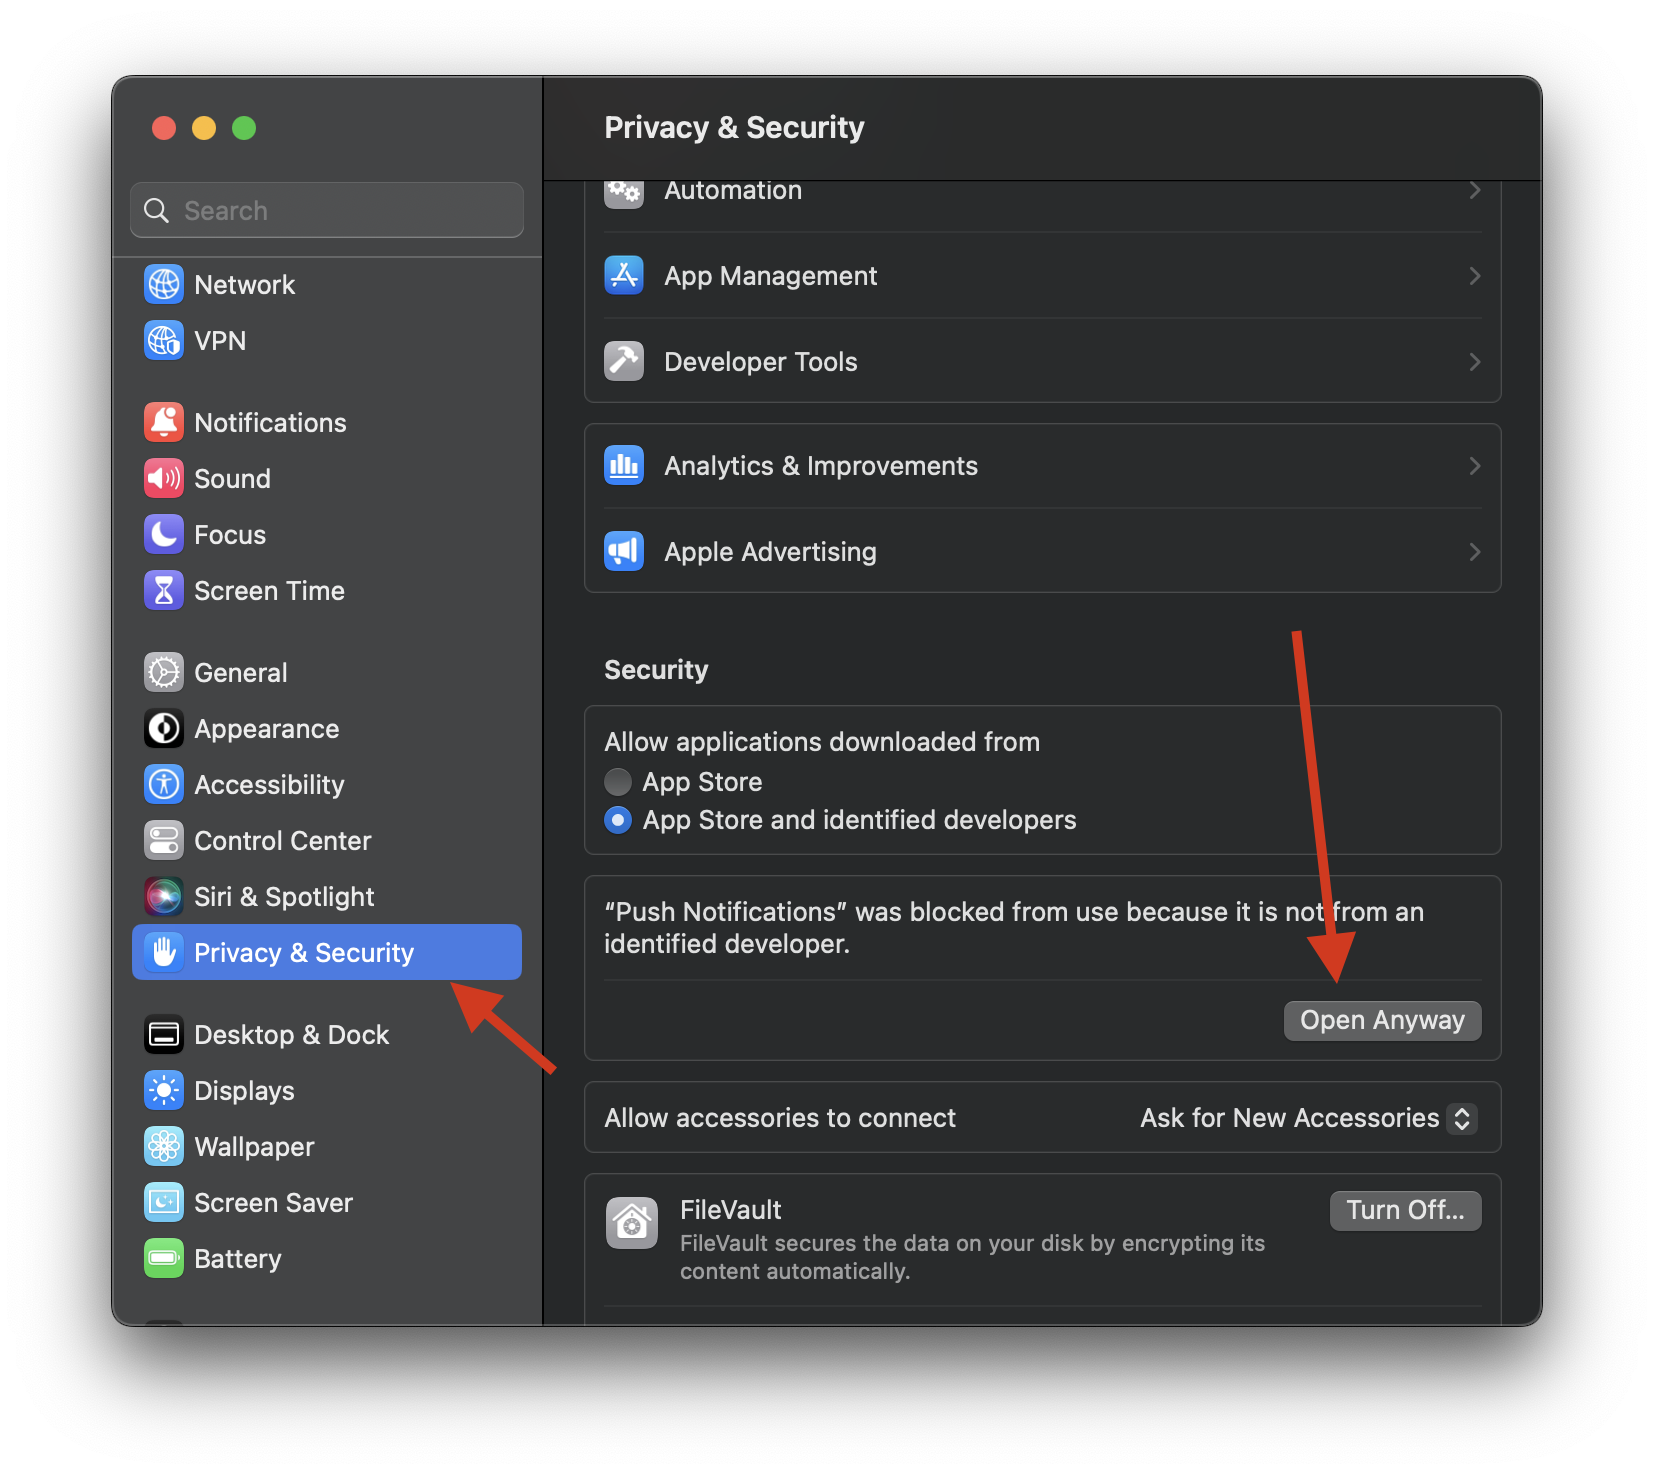 Search
Network
VPN
Notifications
Sound
Focus
Screen Time
General
Appearance
Accessibility
Control Center
Siri & Spotlight
Privacy & Security
Desktop & Dock
Displays
Wallpaper
Screen Saver
Battery
Privacy & Security
Automation
App Management
Developer Tools
Analytics & Improvements
Apple Advertising
Security
Allow applications downloaded from
App Store
App Store and identified developers
“Push Notifications” was blocked from use because it is not from an
identified developer.
Open Anyway
Allow accessories to connect
Ask for New Accessories
FileVault
Turn Off...
FileVault secures the data on your disk by encrypting its
content automatically.